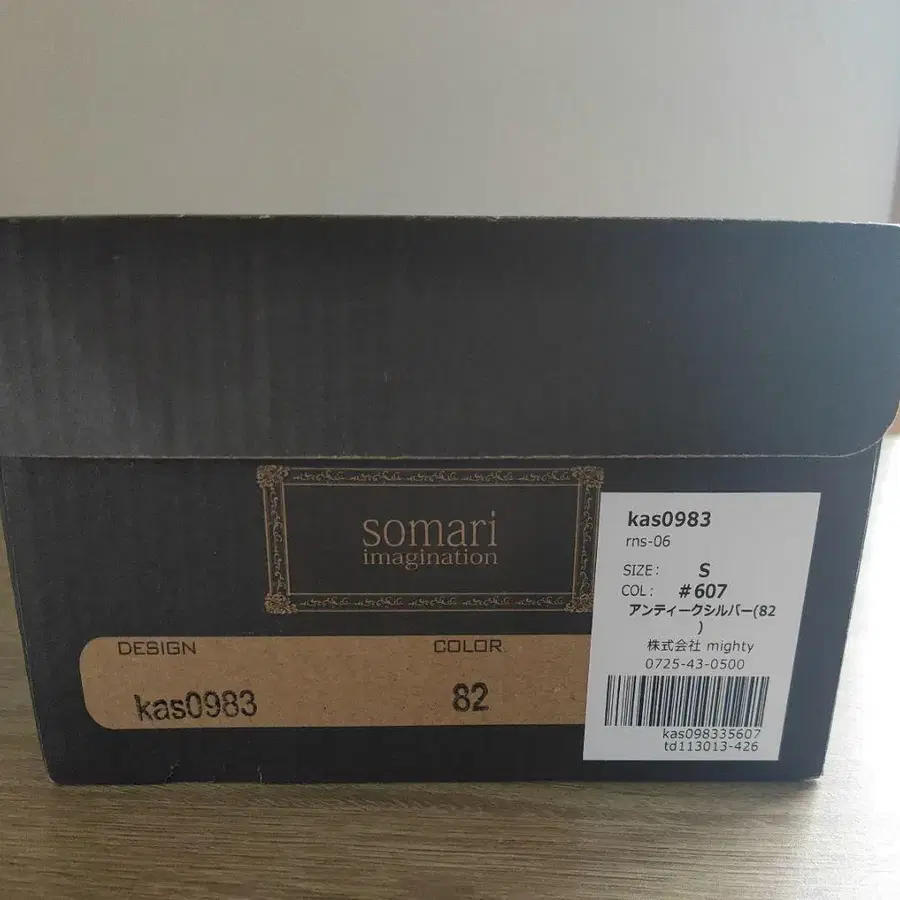 somari
imagination
DESIGN
COLOR
kas0983
82
kas0983
rns-06
SIZE: S
COL: #607
アンティークシルバー(82
)
株式会社 mighty
0725-43-0500
kas098335607
td113013-426